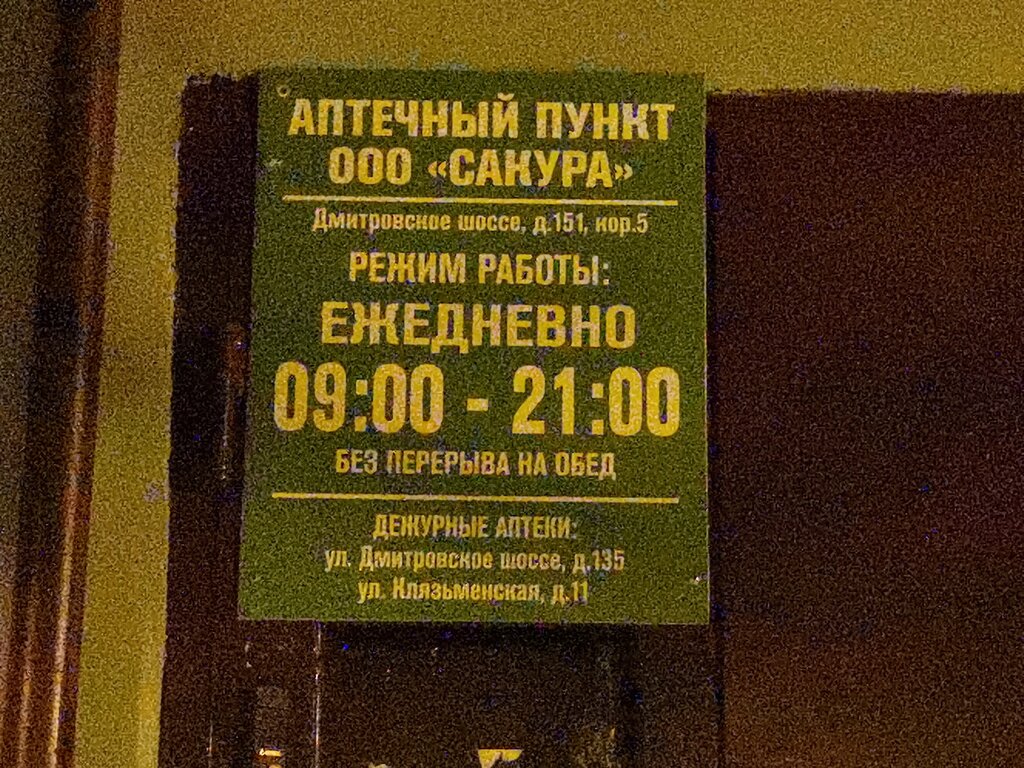 АПТЕЧНЫЙ ПУНКТ
ООО «САКУРА»
Дмитровское шоссе, д.151, кор.5
РЕЖИМ РАБОТЫ:
ЕЖЕДНЕВНО
09:00 - 21:00
БЕЗ ПЕРЕРЫВА НА ОБЕД
ДЕЖУРНЫЕ АПТЕКИ:
ул. Дмитровское шоссе, д.135
ул. Клязьменская, д.11